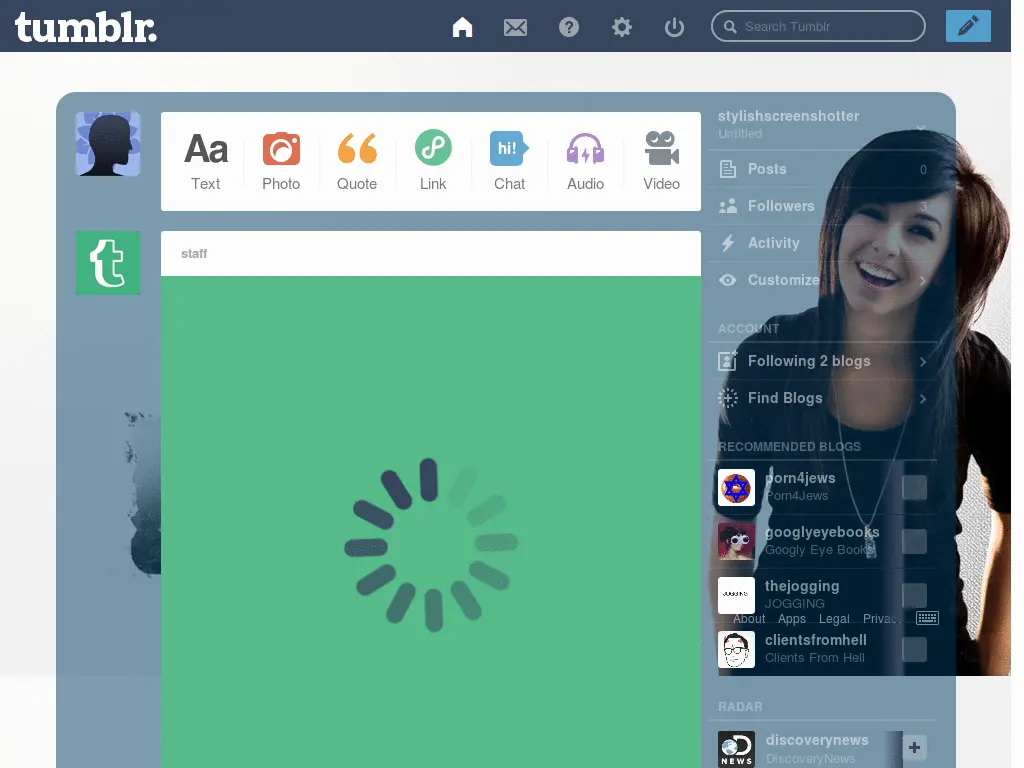 tumblr.
Search Tumblr
Aa
hi!
Text
Photo
Quote
Link
Chat
Audio
Video
t
staff
stylishscreenshotter
Untitled
Posts 0
Followers 3
Activity
Customize
ACCOUNT
Following 2 blogs
Find Blogs
RECOMMENDED BLOGS
porn4jews
Porn4Jews
googlyeyebooks
Googly Eye Books
JOGGING
thejogging
JOGGING
About Apps Legal Privacy
clientsfromhell
Clients From Hell
RADAR
D
NEWS
discoverynews
DiscoveryNews